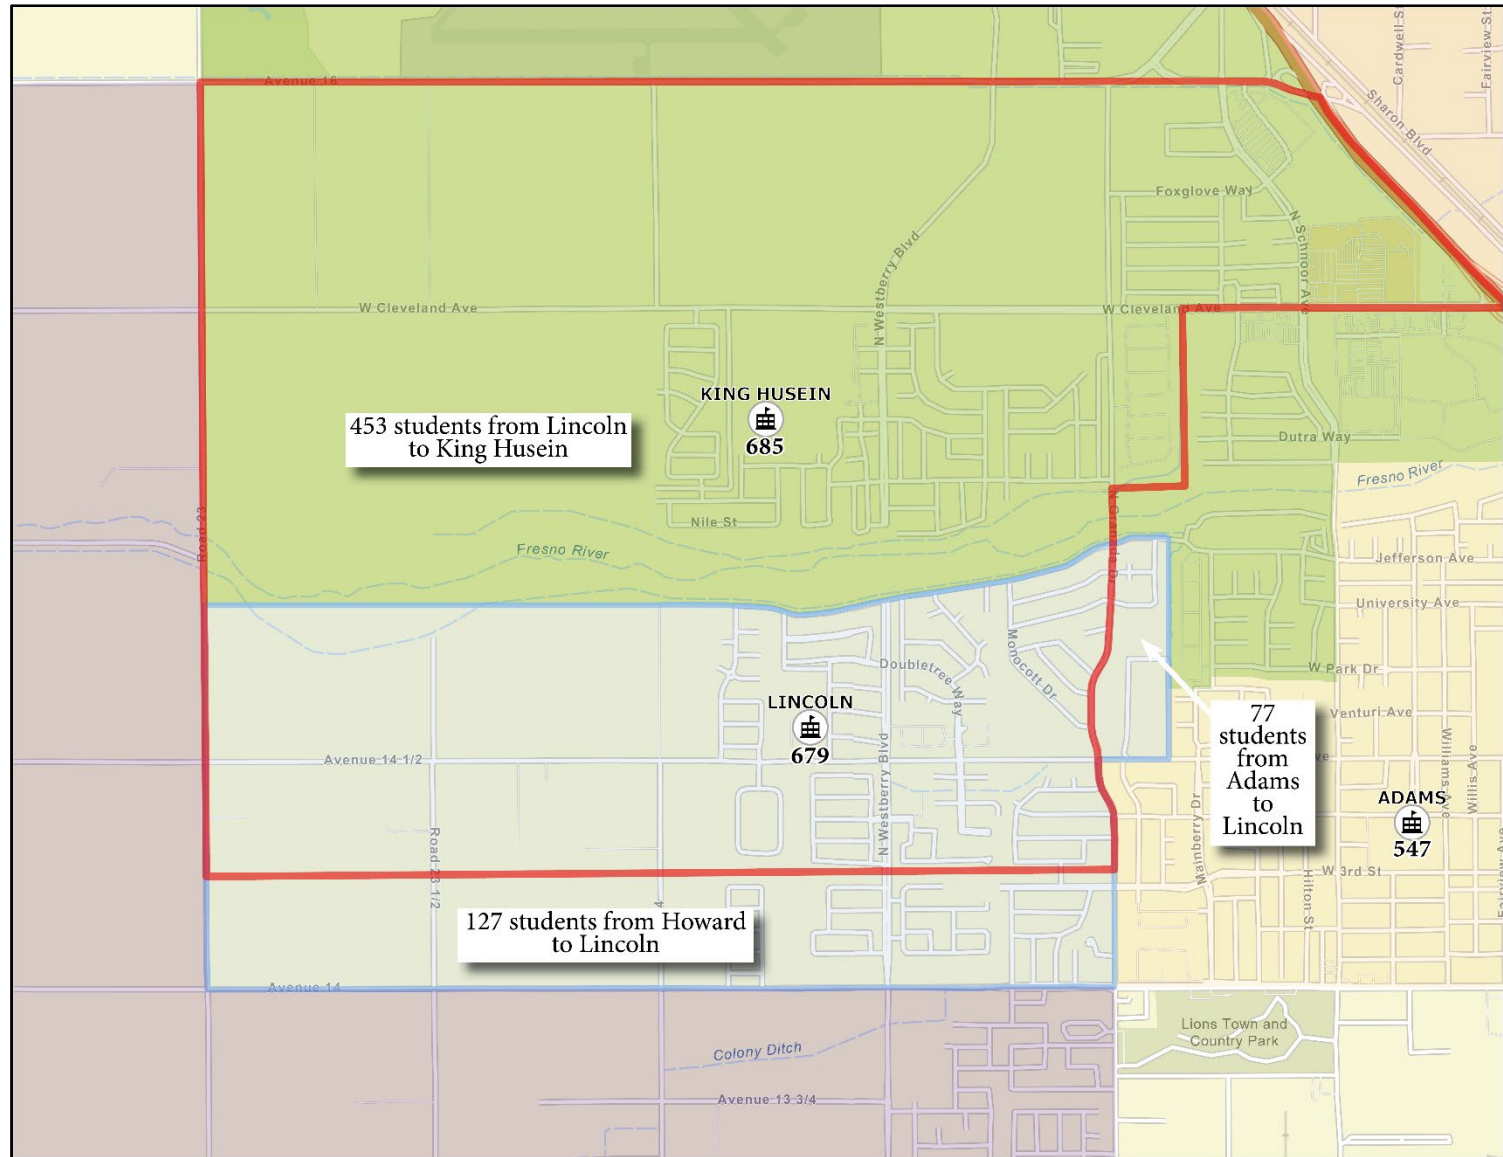 Avenue 16
Cardwell St
Fairview St
Sharon Blvd
Foxglove Way
N Schnoor Ave
N Westberry Blvd
W Cleveland Ave
W Cleveland Ave
KING HUSEIN
685
453 students from Lincoln
to King Husein
Dutra Way
Fresno River
Nile St
N Granada Dr
Road 23
Fresno River
Jefferson Ave
University Ave
Monocott Dr
Doubletree Way
W Park Dr
LINCOLN
679
77
students
from
Adams
to
Lincoln
Venturi Ave
Williams Ave
Willis Ave
Avenue 14 1/2
N Westberry Blvd
ve
ADAMS
547
Mainberry Dr
Road 23 1/2
W 3rd St
Hilton St
Fairview Ave
4
127 students from Howard
to Lincoln
Avenue 14
Lions Town and
Country Park
Colony Ditch
Avenue 13 3/4